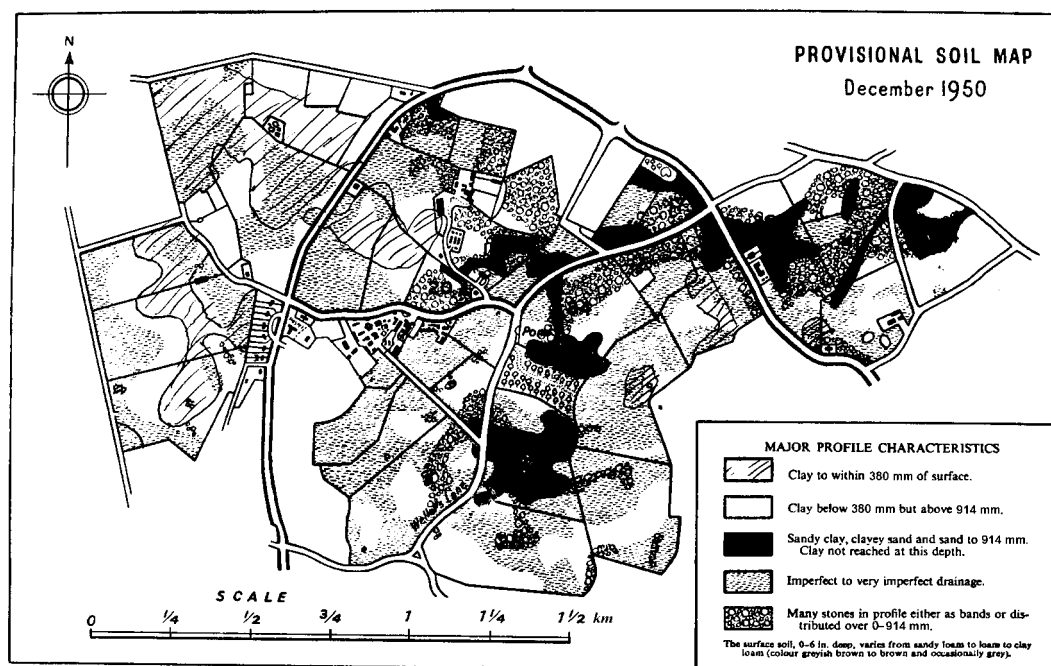 PROVISIONAL SOIL MAP
December 1950
N
20
Pond
Weller's Lane
MAJOR PROFILE CHARACTERISTICS
Clay to within 380 mm of surface.
Clay below 380 mm but above 914 mm.
Sandy clay, clayey sand and sand to 914 mm.
Clay not reached at this depth.
Imperfect to very imperfect drainage.
Many stones in profile either as bands or dis-
tributed over 0–914 mm.
The surface soil, 0–6 in. deep, varies from sandy loam to loam to clay
loam (colour greyish brown to brown and occasionally grey).
SCALE
0 1/4 1/2 3/4 1 1 1/4 1 1/2 km